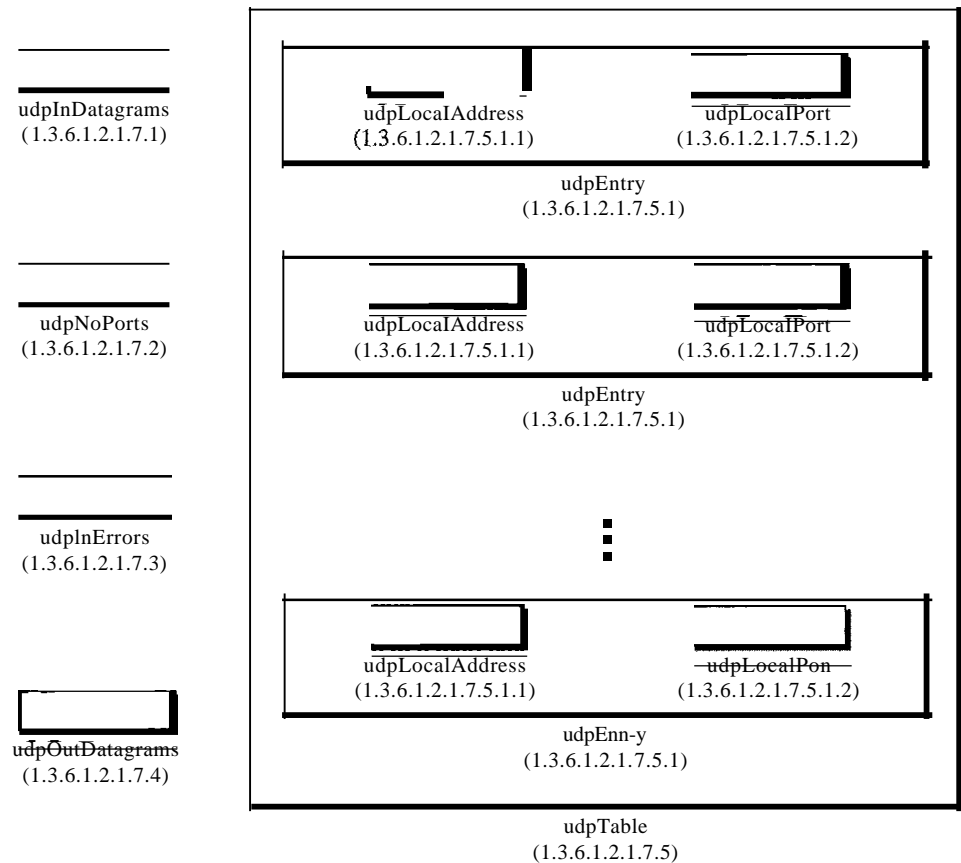 udpInDatagrams
(1.3.6.1.2.1.7.1)
udpLocaIAddress
(1.3.6.1.2.1.7.5.1.1)
udpLocaIPort
(1.3.6.1.2.1.7.5.1.2)
udpEntry
(1.3.6.1.2.1.7.5.1)
udpNoPorts
(1.3.6.1.2.1.7.2)
udpLocaIAddress
(1.3.6.1.2.1.7.5.1.1)
udpLocaIPort
(1.3.6.1.2.1.7.5.1.2)
udpEntry
(1.3.6.1.2.1.7.5.1)
udplnErrors
(1.3.6.1.2.1.7.3)
udpLocalAddress
(1.3.6.1.2.1.7.5.1.1)
udpLocalPon
(1.3.6.1.2.1.7.5.1.2)
udpEnn-y
(1.3.6.1.2.1.7.5.1)
udpOutDatagrams
(1.3.6.1.2.1.7.4)
udpTable
(1.3.6.1.2.1.7.5)